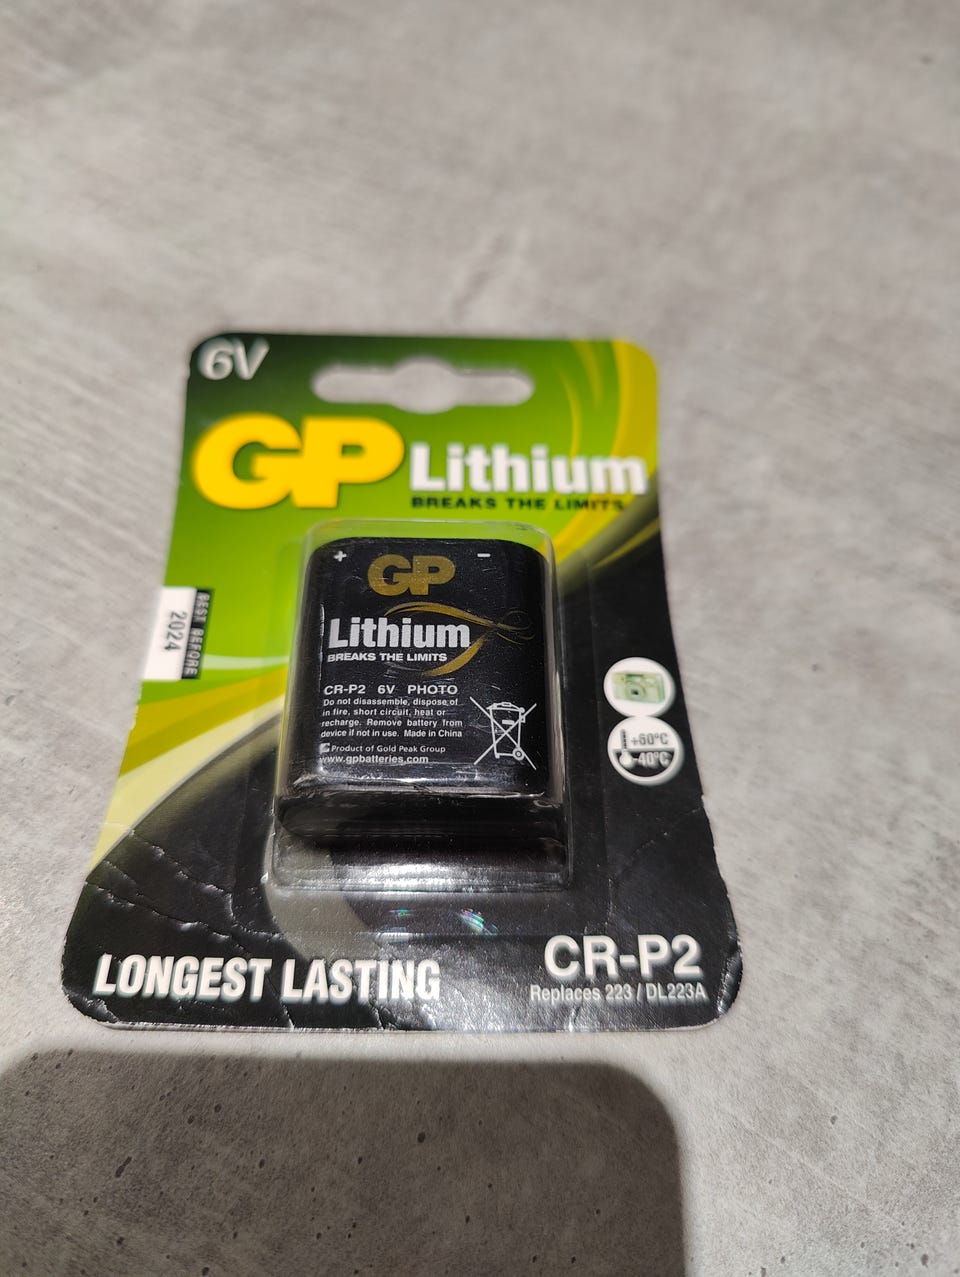 6V
GP Lithium
BREAKS THE LIMITS
+ GP -
Lithium
BREAKS THE LIMITS
CR-P2 6V PHOTO
Do not disassemble, dispose of
in fire, short circuit, heat or
recharge. Remove battery from
device if not in use. Made in China
Product of Gold Peak Group
www.gpbatteries.com
BEST BEFORE
2024
+60°C
-40°C
LONGEST LASTING
CR-P2
Replaces 223 / DL223A